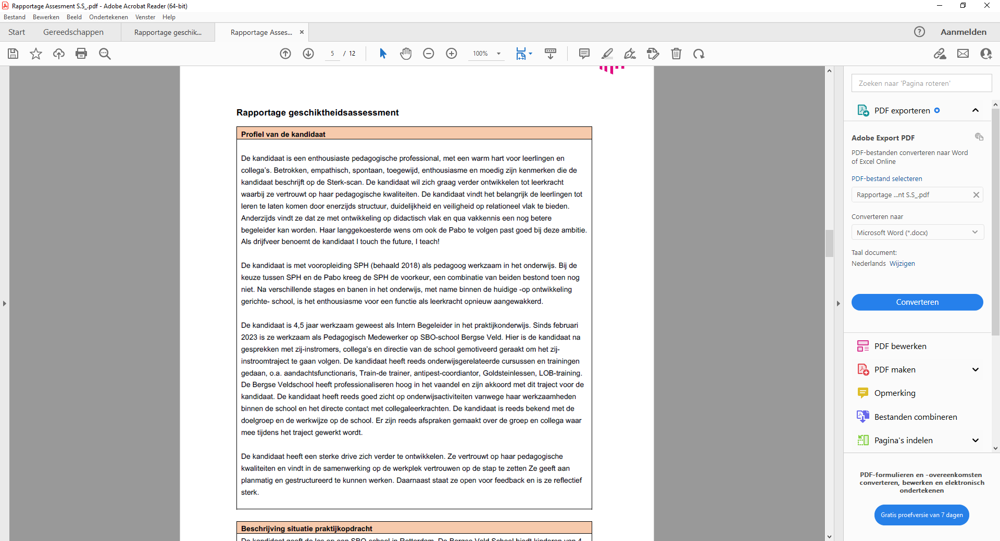 Rapportage Assesment S.S_.pdf - Adobe Acrobat Reader (64-bit)
Bestand Bewerken Beeld Ondertekenen Venster Help
Start Gereedschappen Rapportage geschik... Rapportage Asses... Aanmelden
5 / 12 100%
Zoeken naar 'Pagina roteren'
PDF exporteren
Adobe Export PDF
PDF-bestanden converteren naar Word
of Excel Online
PDF-bestand selecteren
Rapportage ...nt S.S_.pdf
Converteren naar
Microsoft Word (*.docx)
Taal document:
Nederlands Wijzigen
Converteren
PDF bewerken
PDF maken
Opmerking
Bestanden combineren
Pagina's indelen
PDF-formulieren en -overeenkomsten
converteren, bewerken en elektronisch
ondertekenen
Gratis proefversie van 7 dagen
Rapportage geschiktheidsassessment
Profiel van de kandidaat
De kandidaat is een enthousiaste pedagogische professional, met een warm hart voor leerlingen en
collega's. Betrokken, empathisch, spontaan, toegewijd, enthousiasme en moedig zijn kenmerken die de
kandidaat beschrijft op de Sterk-scan. De kandidaat wil zich graag verder ontwikkelen tot leerkracht
waarbij ze vertrouwt op haar pedagogische kwaliteiten. De kandidaat vindt het belangrijk de leerlingen tot
leren te laten komen door enerzijds structuur, duidelijkheid en veiligheid op relationeel vlak te bieden.
Anderzijds vindt ze dat ze met ontwikkeling op didactisch vlak en qua vakkennis een nog betere
begeleider kan worden. Haar langgekoesterde wens om ook de Pabo te volgen past goed bij deze ambitie.
Als drijfveer benoemt de kandidaat I touch the future, I teach!
De kandidaat is met vooropleiding SPH (behaald 2018) als pedagoog werkzaam in het onderwijs. Bij de
keuze tussen SPH en de Pabo kreeg de SPH de voorkeur, een combinatie van beiden bestond toen nog
niet. Na verschillende stages en banen in het onderwijs, met name binnen de huidige -op ontwikkeling
gerichte- school, is het enthousiasme voor een functie als leerkracht opnieuw aangewakkerd.
De kandidaat is 4,5 jaar werkzaam geweest als Intern Begeleider in het praktijkonderwijs. Sinds februari
2023 is ze werkzaam als Pedagogisch Medewerker op SBO-school Bergse Veld. Hier is de kandidaat na
gesprekken met zij-instromers, collega's en directie van de school gemotiveerd geraakt om het zij-
instroomtraject te gaan volgen. De kandidaat heeft reeds onderwijsgerelateerde cursussen en trainingen
gedaan, o.a. aandachtsfunctionaris, Train-de trainer, antipest-coordiantor, Goldsteinlessen, LOB-training.
De Bergse Veldschool heeft professionaliseren hoog in het vaandel en zijn akkoord met dit traject voor de
kandidaat. De kandidaat heeft reeds goed zicht op onderwijsactiviteiten vanwege haar werkzaamheden
binnen de school en het directe contact met collegaleerkrachten. De kandidaat is reeds bekend met de
doelgroep en de werkwijze op de school. Er zijn reeds afspraken gemaakt over de groep en collega waar
mee tijdens het traject gewerkt wordt.
De kandidaat heeft een sterke drive zich verder te ontwikkelen. Ze vertrouwt op haar pedagogische
kwaliteiten en vindt in de samenwerking op de werkplek vertrouwen op de stap te zetten Ze geeft aan
planmatig en gestructureerd te kunnen werken. Daarnaast staat ze open voor feedback en is ze reflectief
sterk.
Beschrijving situatie praktijkopdracht
De kandidaat geeft de les op een SBO-school in Rotterdam. De Bergse Veld School biedt kinderen van 4